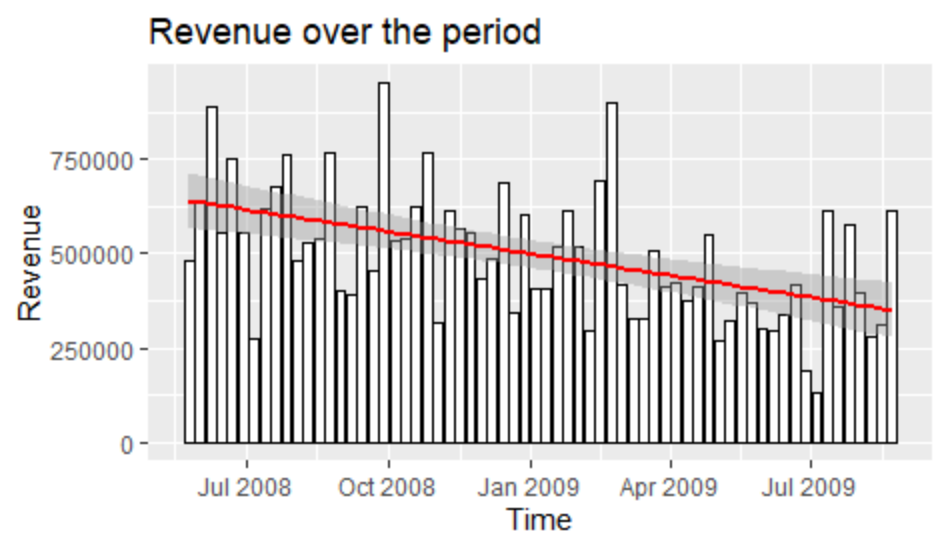 Revenue over the period
Revenue
750000
500000
250000
0
Jul 2008 Oct 2008 Jan 2009 Apr 2009 Jul 2009
Time